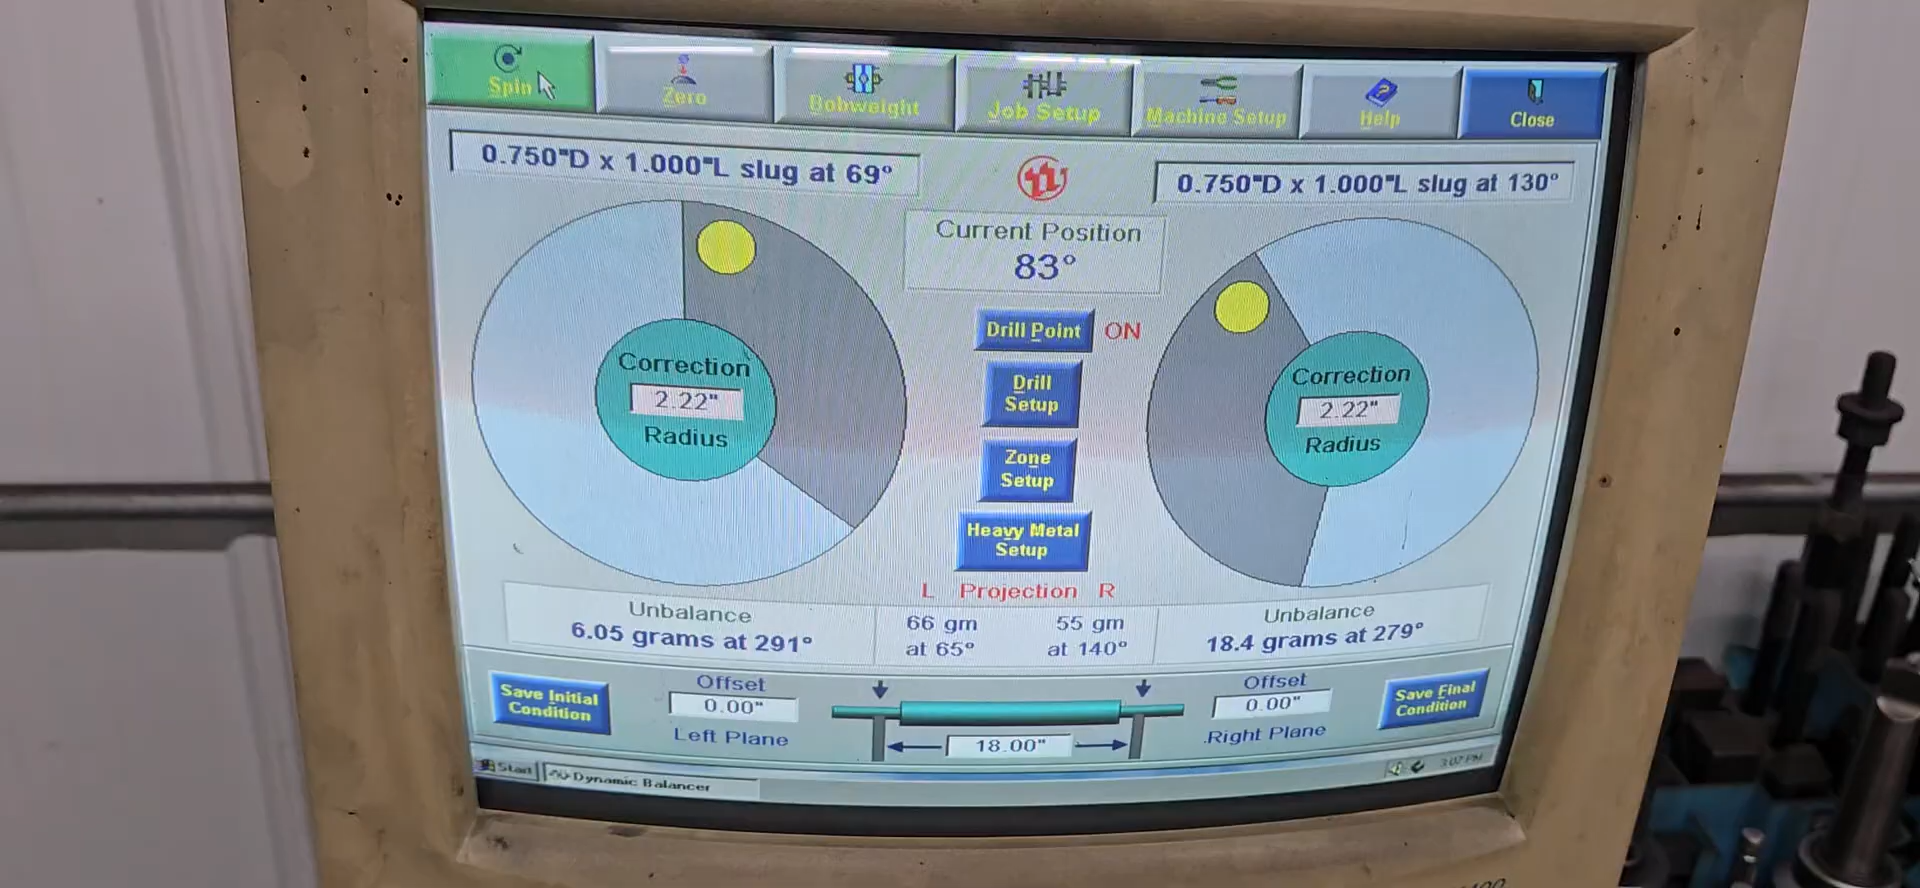 Spin
Zero
Bobweight
Job Setup
Machine Setup
Help
Close
0.750"D x 1.000"L slug at 69°
0.750"D x 1.000"L slug at 130°
Current Position
83°
Drill Point ON
Drill
Setup
Zone
Setup
Heavy Metal
Setup
Correction
2.22"
Radius
Correction
2.22"
Radius
L Projection R
Unbalance
6.05 grams at 291°
66 gm
at 65°
55 gm
at 140°
Unbalance
18.4 grams at 279°
Save Initial
Condition
Offset
0.00"
Left Plane
18.00"
Offset
0.00"
Right Plane
Save Final
Condition
Start
Dynamic Balancer
3:07 PM